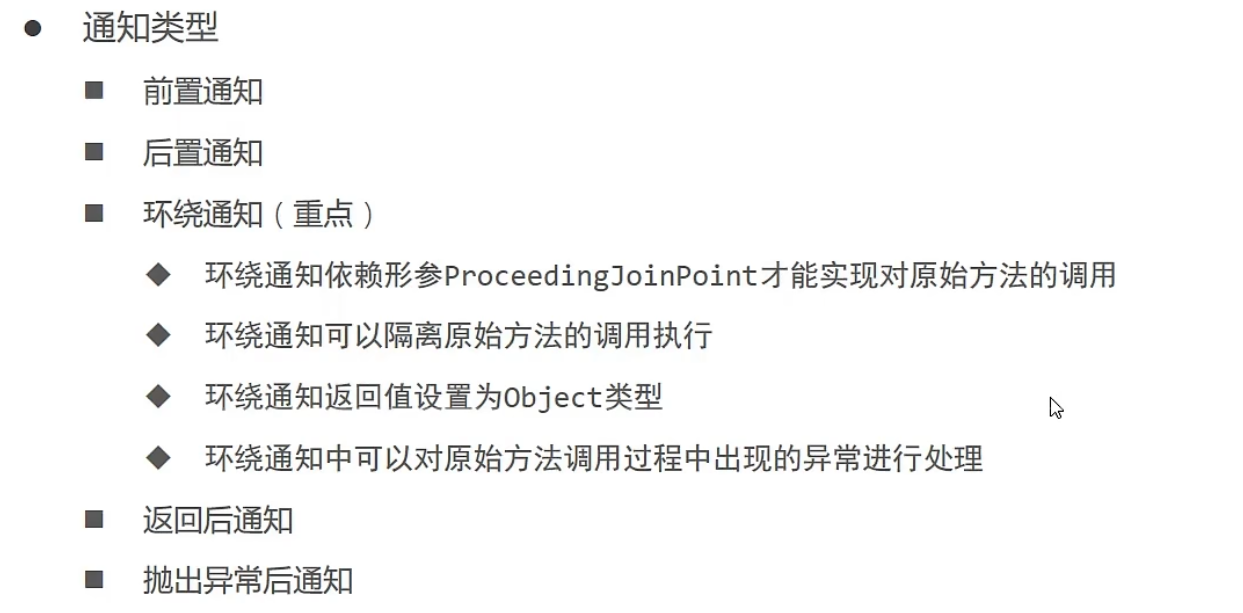 通知类型
前置通知
后置通知
环绕通知（重点）
环绕通知依赖形参ProceedingJoinPoint才能实现对原始方法的调用
环绕通知可以隔离原始方法的调用执行
环绕通知返回值设置为Object类型
环绕通知中可以对原始方法调用过程中出现的异常进行处理
返回后通知
抛出异常后通知